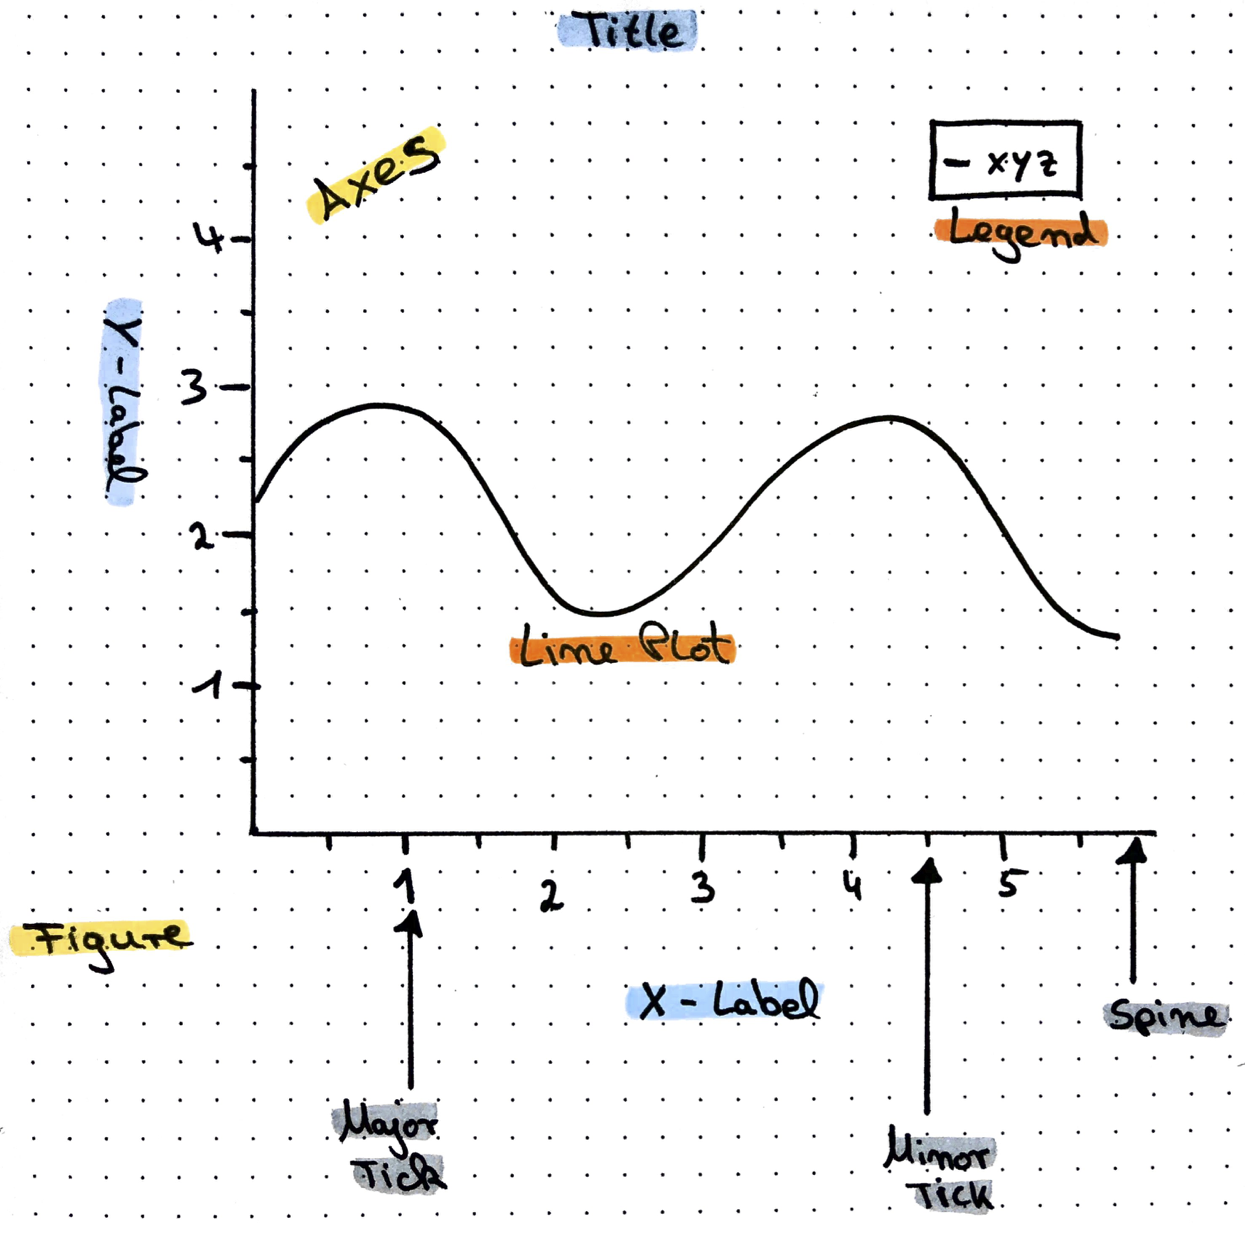 Title
Axes
- xyz
Legend
4
Y-Label
3
2
Line Plot
1
1 2 3 4 5
Figure
X-Label
Spine
Major
Tick
Minor
Tick